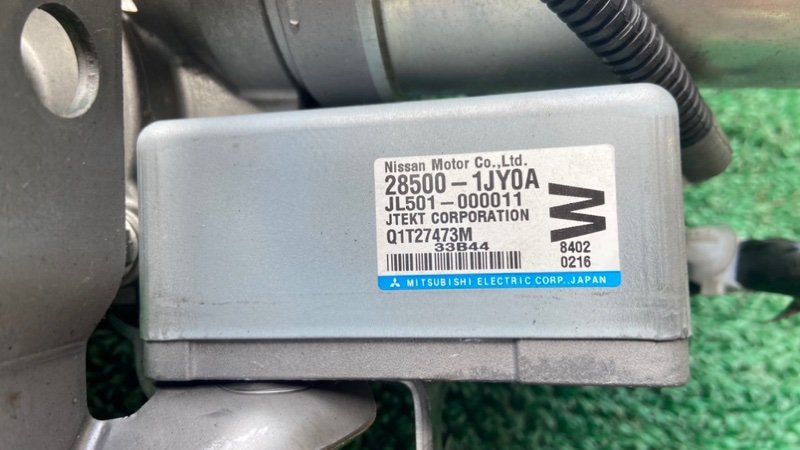 Nissan Motor Co.,Ltd.
28500-1JY0A
JL501-000011
JTEKT CORPORATION
Q1T27473M
33B44
M
8402
0216
MITSUBISHI ELECTRIC CORP.,JAPAN